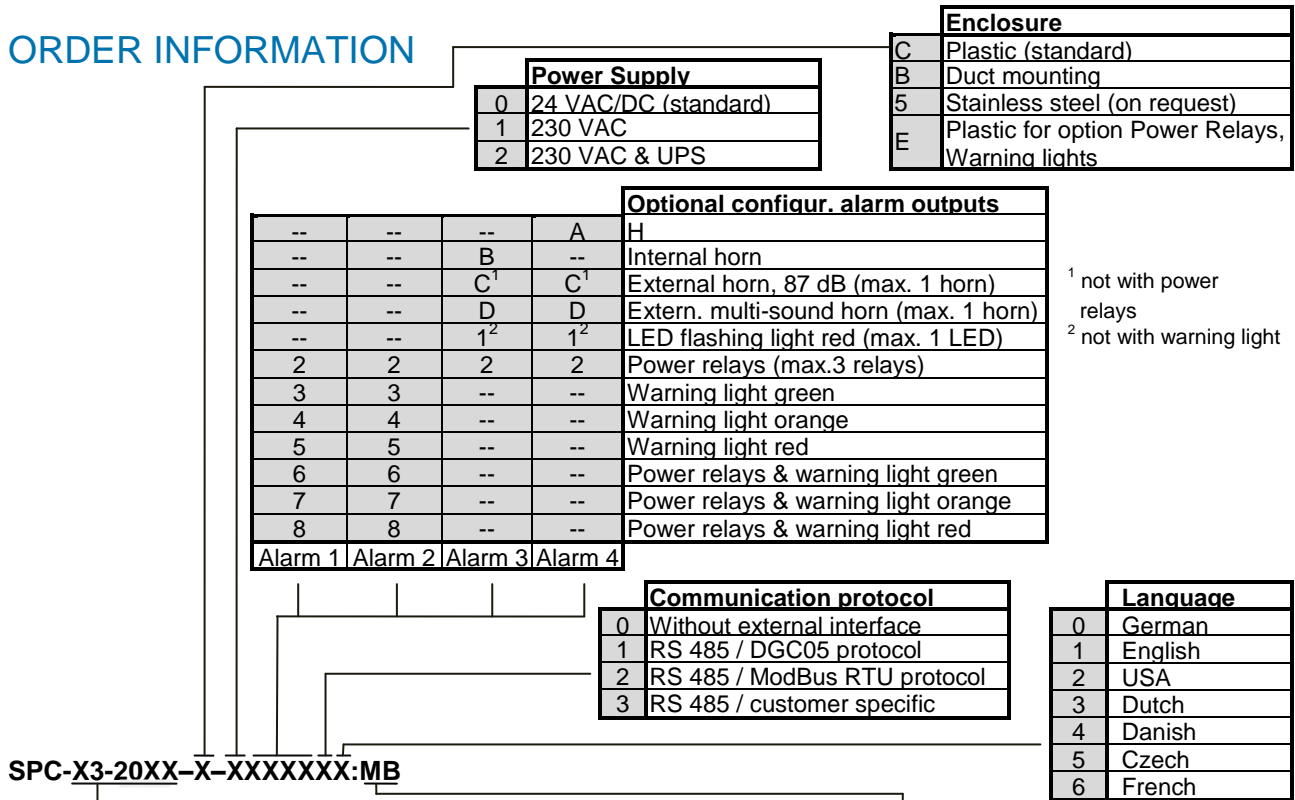 ORDER INFORMATION
Enclosure
C Plastic (standard)
B Duct mounting
5 Stainless steel (on request)
E Plastic for option Power Relays,
Warning lights
Power Supply
0 24 VAC/DC (standard)
1 230 VAC
2 230 VAC & UPS
Optional configur. alarm outputs
-- -- -- A H
-- -- B -- Internal horn
-- -- C¹ C¹ External horn, 87 dB (max. 1 horn)
-- -- D D Extern. multi-sound horn (max. 1 horn)
-- -- 1² 1² LED flashing light red (max. 1 LED)
2 2 2 2 Power relays (max.3 relays)
3 3 -- -- Warning light green
4 4 -- -- Warning light orange
5 5 -- -- Warning light red
6 6 -- -- Power relays & warning light green
7 7 -- -- Power relays & warning light orange
8 8 -- -- Power relays & warning light red
Alarm 1 Alarm 2 Alarm 3 Alarm 4
¹ not with power
relays
² not with warning light
Communication protocol
0 Without external interface
1 RS 485 / DGC05 protocol
2 RS 485 / ModBus RTU protocol
3 RS 485 / customer specific
Language
0 German
1 English
2 USA
3 Dutch
4 Danish
5 Czech
6 French
SPC-X3-20XX–X–XXXXXXX:MB